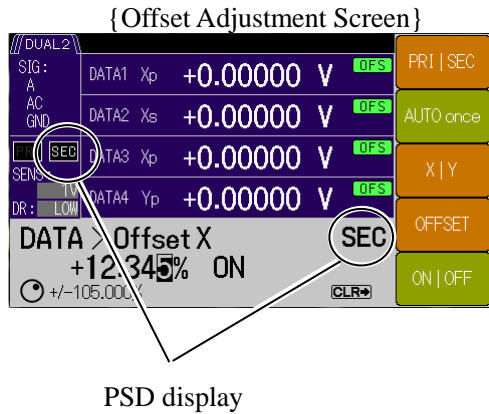 {Offset Adjustment Screen}
DUAL2
SIG:
A
AC
GND
DATA1 Xp +0.00000 V OFS
DATA2 Xs +0.00000 V OFS
SEC
DATA3 Xp +0.00000 V OFS
SENS:
DATA4 Yp +0.00000 V OFS
DR: LOW
PRI|SEC
AUTO once
X|Y
OFFSET
ON|OFF
DATA > Offset X SEC
+12.345% ON
+/-105.000% CLR
PSD display